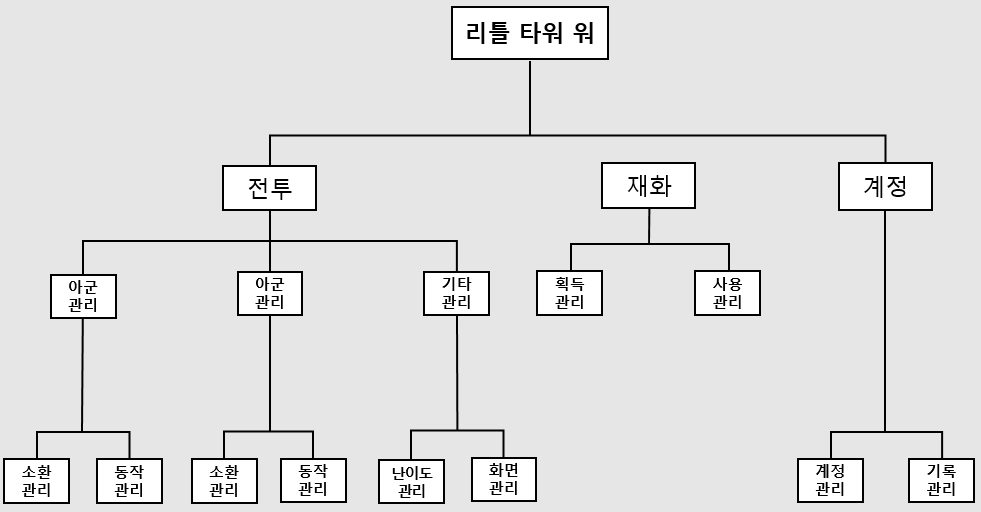 리틀 타워 워
전투
재화
계정
아군
관리
아군
관리
기타
관리
획득
관리
사용
관리
소환
관리
동작
관리
소환
관리
동작
관리
난이도
관리
화면
관리
계정
관리
기록
관리